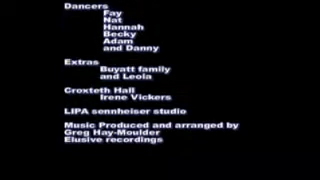 Dancers
Fay
Nat
Hannah
Becky
Adam
and Danny
Extras
Buyatt family
and Leola
Croxteth Hall
Irene Vickers
LIPA sennheiser studio
Music Produced and arranged by
Greg Hay-Moulder
Elusive recordings